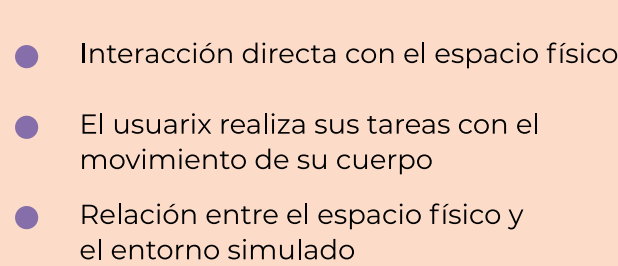 Interacción directa con el espacio físico
El usuarix realiza sus tareas con el
movimiento de su cuerpo
Relación entre el espacio físico y
el entorno simulado